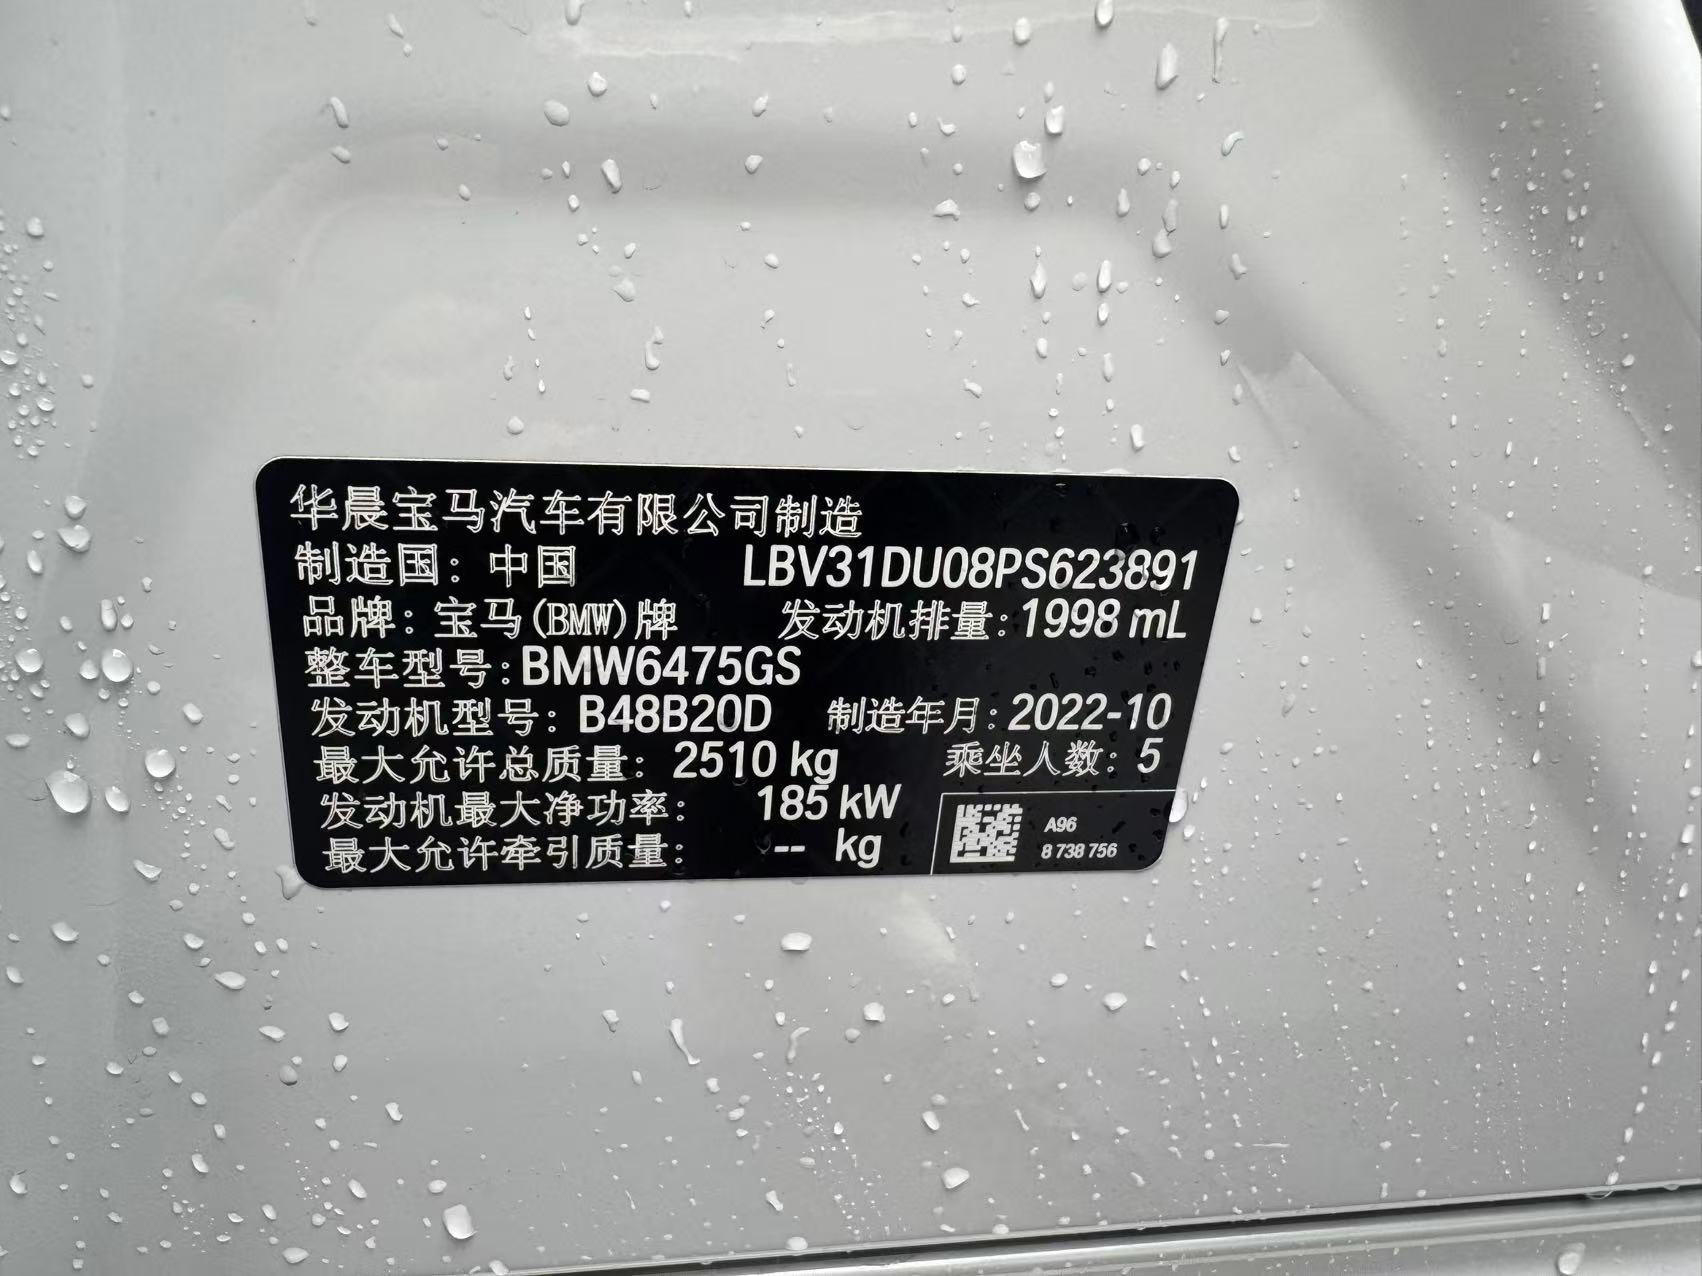 华晨宝马汽车有限公司制造
制造国：中国 LBV31DU08PS623891
品牌：宝马(BMW)牌 发动机排量：1998 mL
整车型号：BMW6475GS
发动机型号：B48B20D 制造年月：2022-10
最大允许总质量：2510 kg 乘坐人数：5
发动机最大净功率：185 kW
最大允许牵引质量：-- kg
A96
8 738 756